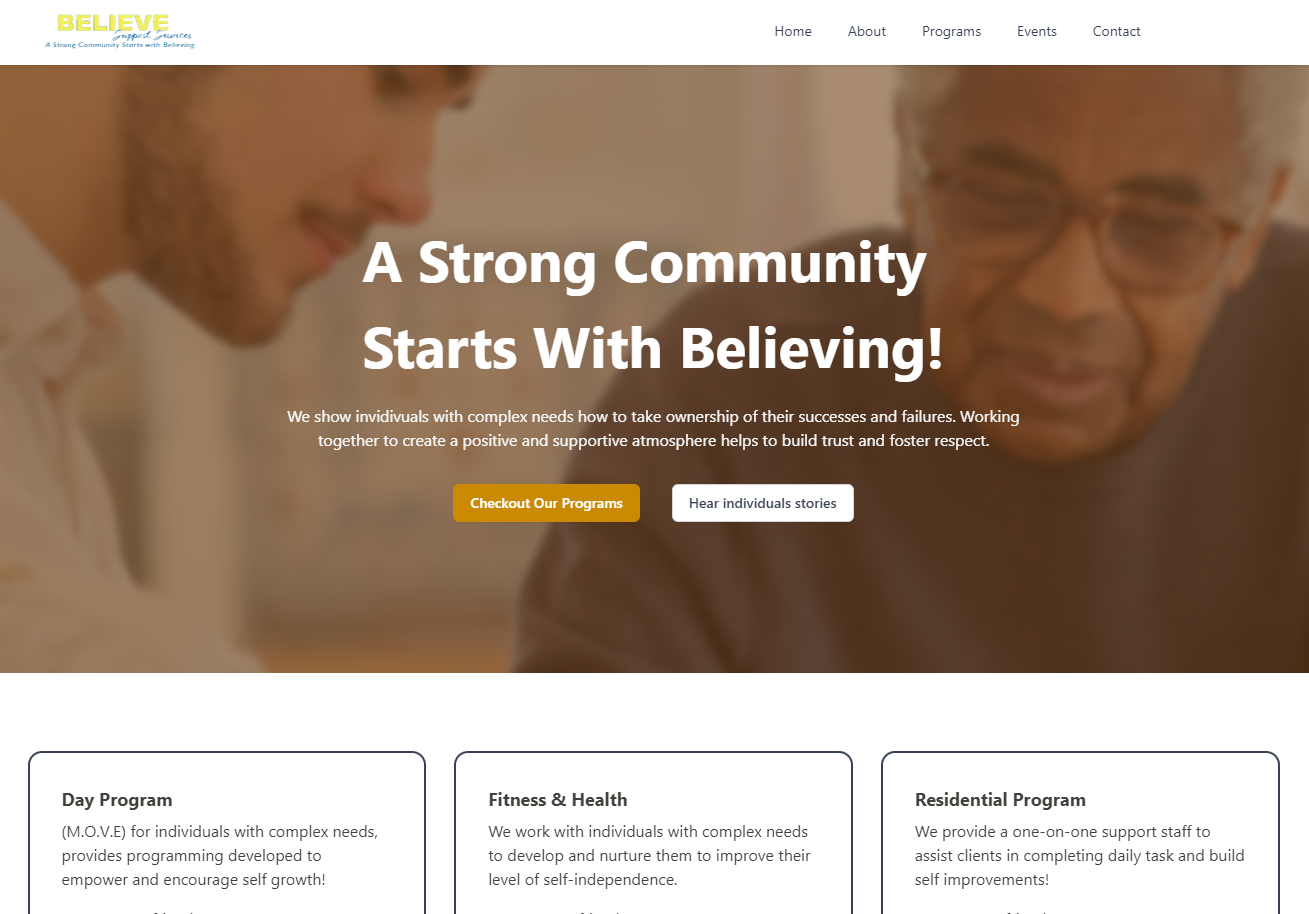 BELIEVE
Support Services
A Strong Community Starts with Believing
Home
About
Programs
Events
Contact
A Strong Community
Starts With Believing!
We show invidivuals with complex needs how to take ownership of their successes and failures. Working
together to create a positive and supportive atmosphere helps to build trust and foster respect.
Checkout Our Programs
Hear individuals stories
Day Program
(M.O.V.E) for individuals with complex needs,
provides programming developed to
empower and encourage self growth!
Fitness & Health
We work with individuals with complex needs
to develop and nurture them to improve their
level of self-independence.
Residential Program
We provide a one-on-one support staff to
assist clients in completing daily task and build
self improvements!